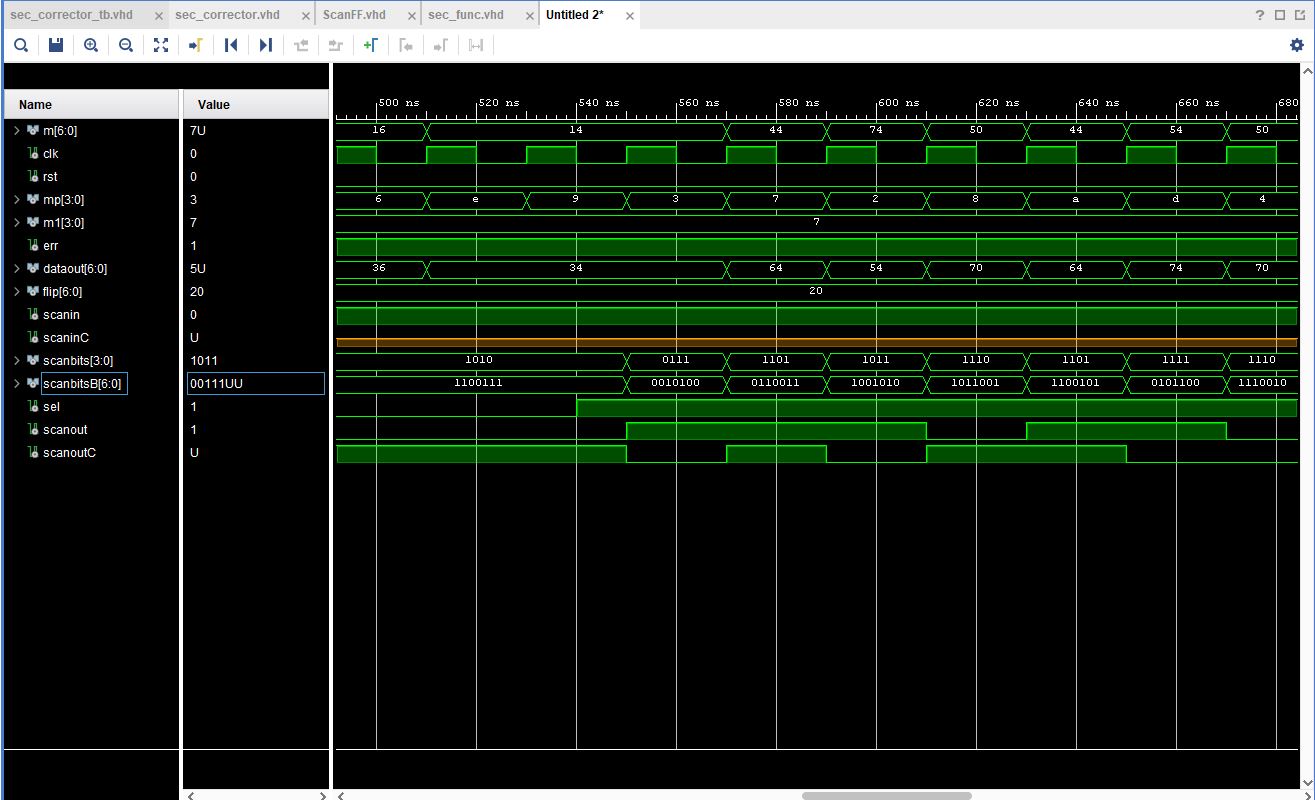 sec_corrector_tb.vhd × sec_corrector.vhd × ScanFF.vhd × sec_func.vhd × Untitled 2* × ?
Name Value 500 ns 520 ns 540 ns 560 ns 580 ns 600 ns 620 ns 640 ns 660 ns 680
m[6:0] 7U 16 14 44 74 50 44 54 50
clk 0
rst 0
mp[3:0] 3 6 e 9 3 7 2 8 a d 4
m1[3:0] 7 7
err 1
dataout[6:0] 5U 36 34 64 54 70 64 74 70
flip[6:0] 20 20
scanin 0
scaninC U
scanbits[3:0] 1011 1010 0111 1101 1011 1110 1101 1111 1110
scanbitsB[6:0] 00111UU 1100111 0010100 0110011 1001010 1011001 1100101 0101100 1110010
sel 1
scanout 1
scanoutC U